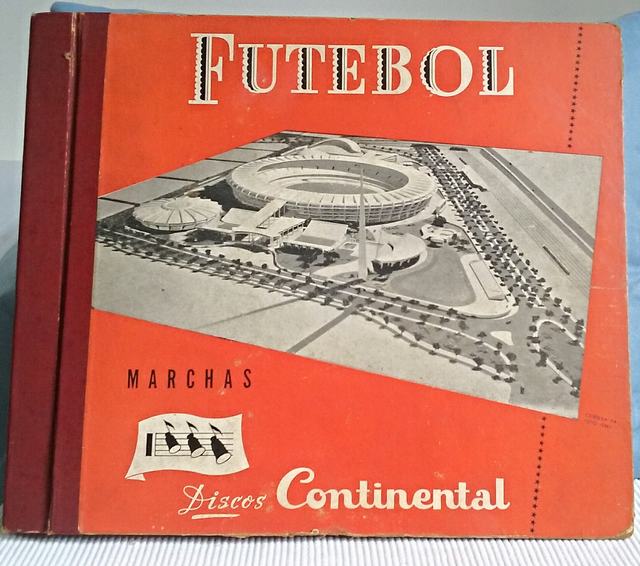 FUTEBOL
MARCHAS
Discos Continental